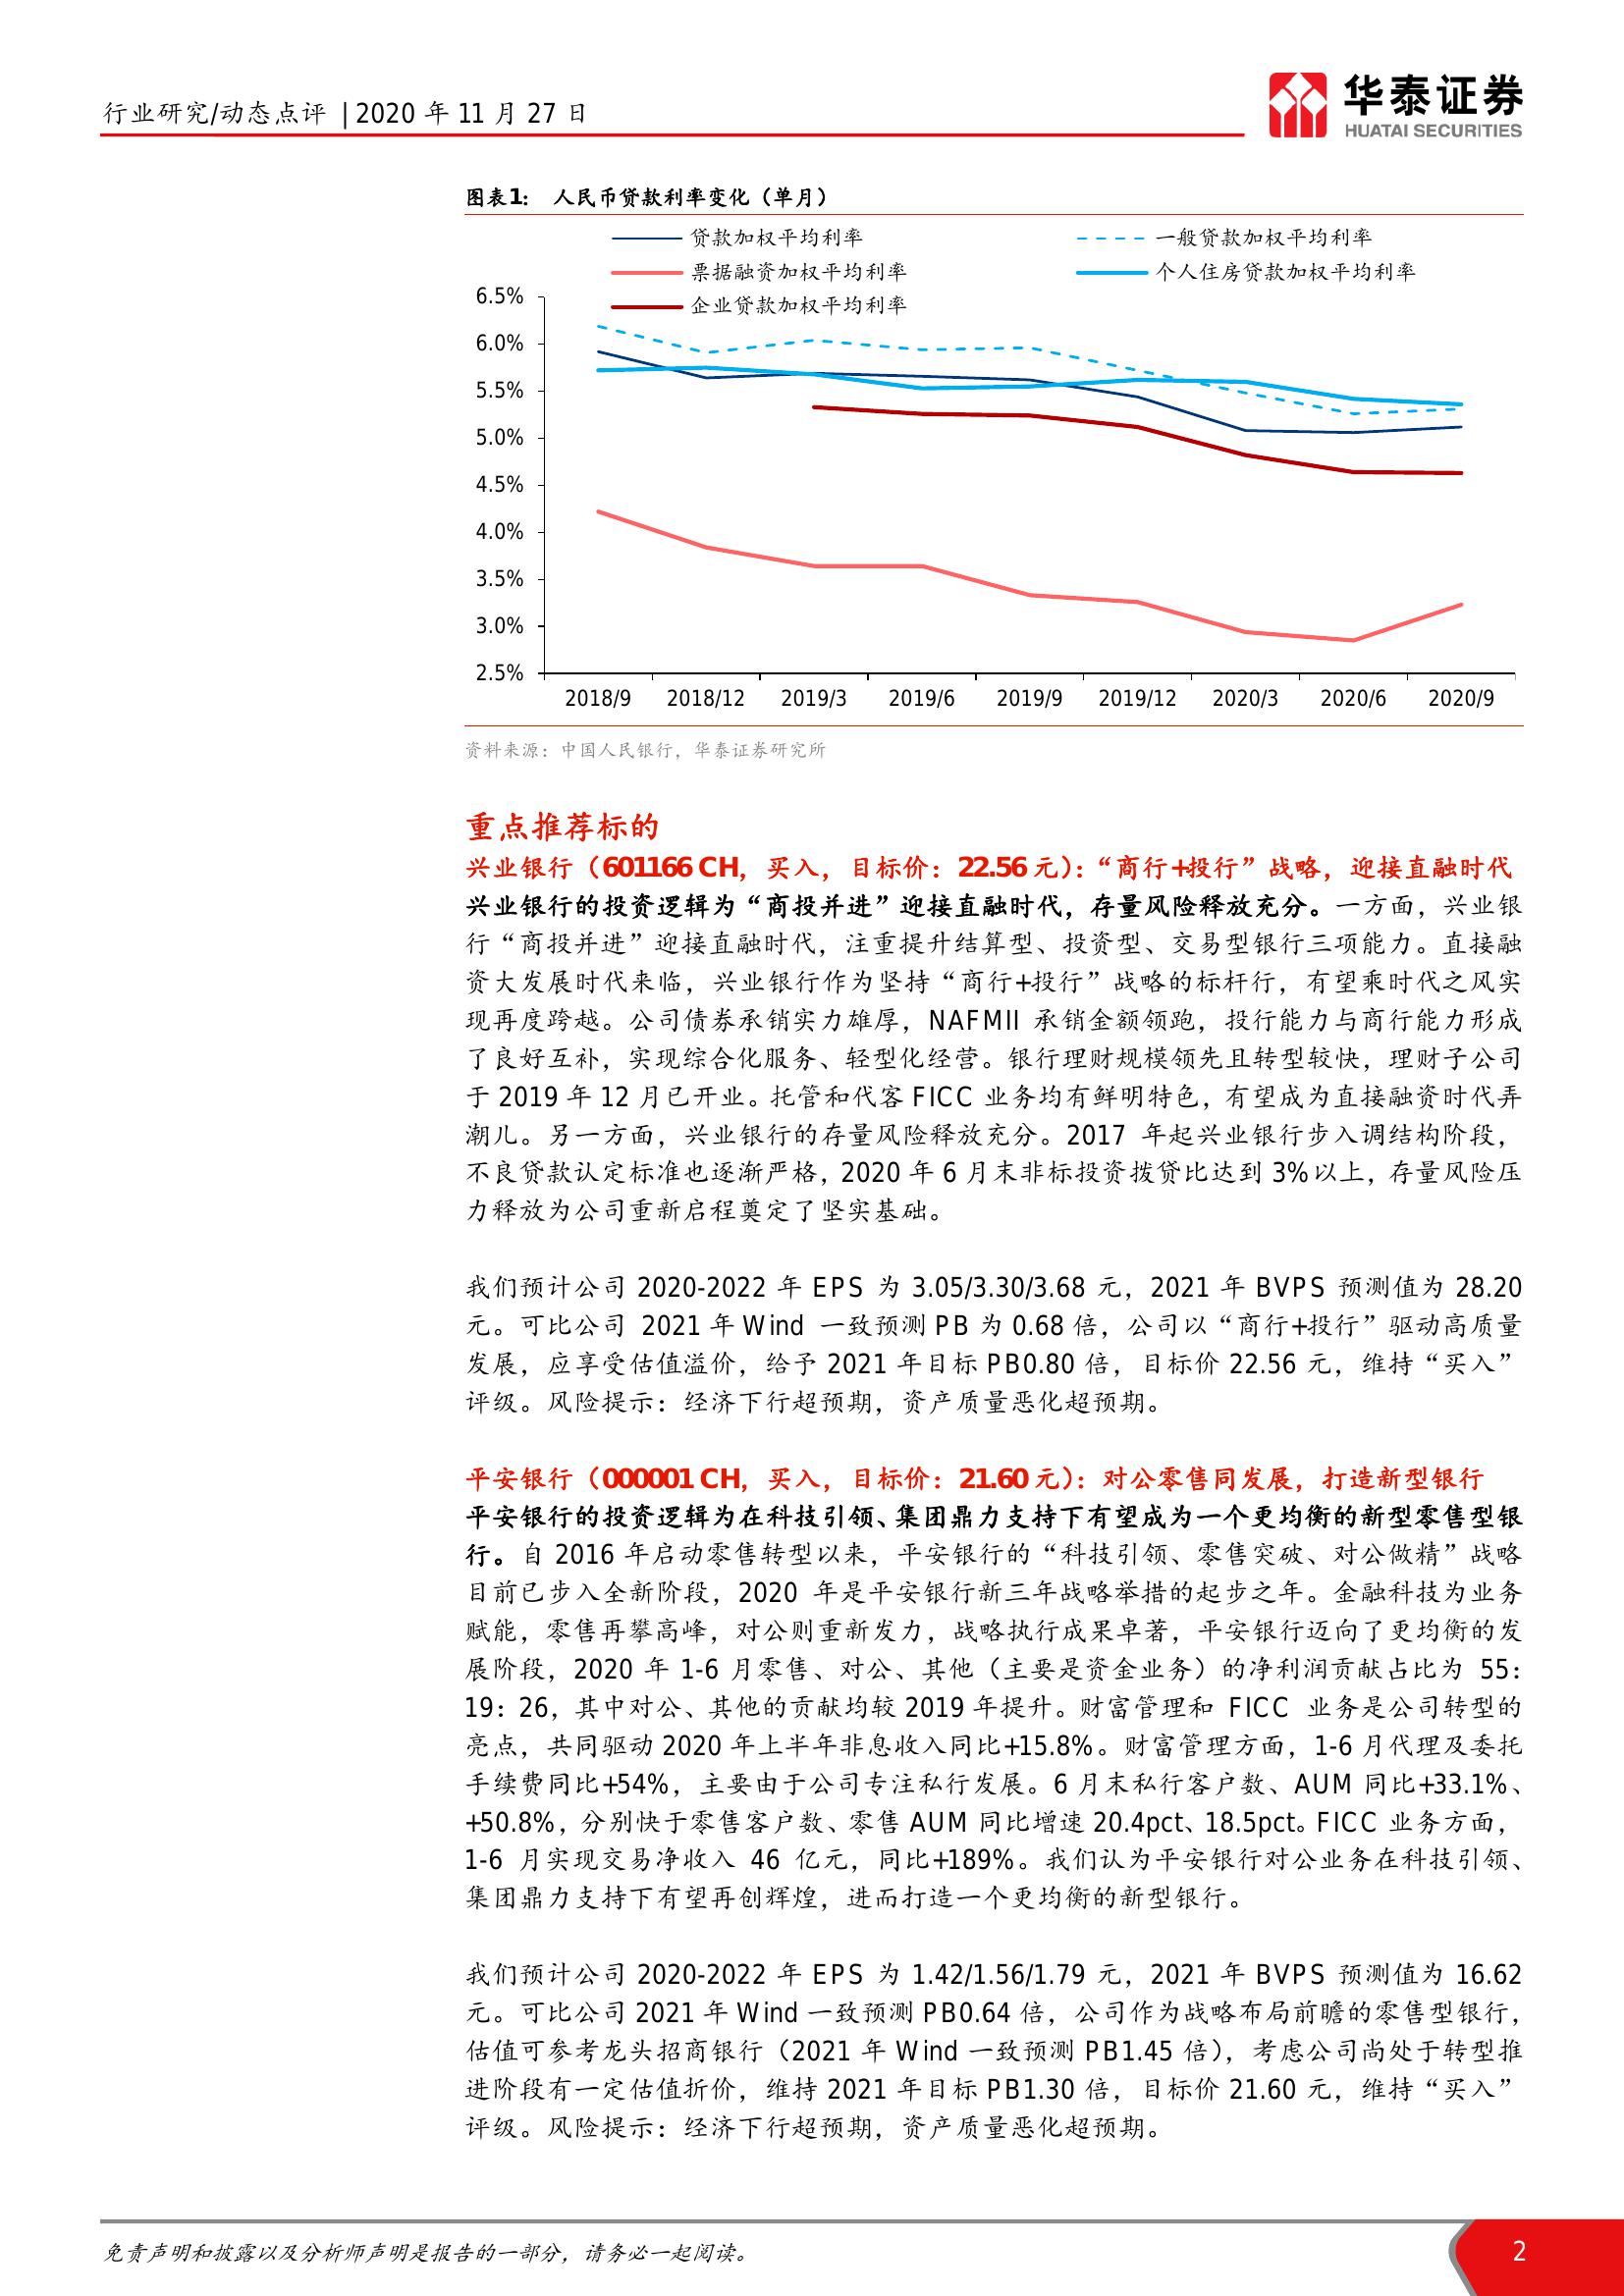 行业研究/动态点评 | 2020 年 11 月 27 日
华泰证券
HUATAI SECURITIES
图表1： 人民币贷款利率变化（单月）
贷款加权平均利率
一般贷款加权平均利率
票据融资加权平均利率
个人住房贷款加权平均利率
企业贷款加权平均利率
6.5%
6.0%
5.5%
5.0%
4.5%
4.0%
3.5%
3.0%
2.5%
2018/9 2018/12 2019/3 2019/6 2019/9 2019/12 2020/3 2020/6 2020/9
资料来源：中国人民银行，华泰证券研究所
重点推荐标的
兴业银行（601166 CH，买入，目标价：22.56 元）：“商行+投行”战略，迎接直融时代
兴业银行的投资逻辑为“商投并进”迎接直融时代，存量风险释放充分。一方面，兴业银
行“商投并进”迎接直融时代，注重提升结算型、投资型、交易型银行三项能力。直接融
资大发展时代来临，兴业银行作为坚持“商行+投行”战略的标杆行，有望乘时代之风实
现再度跨越。公司债券承销实力雄厚，NAFMII 承销金额领跑，投行能力与商行能力形成
了良好互补，实现综合化服务、轻型化经营。银行理财规模领先且转型较快，理财子公司
于 2019 年 12 月已开业。托管和代客 FICC 业务均有鲜明特色，有望成为直接融资时代弄
潮儿。另一方面，兴业银行的存量风险释放充分。2017 年起兴业银行步入调结构阶段，
不良贷款认定标准也逐渐严格，2020 年 6 月末非标投资拨贷比达到 3%以上，存量风险压
力释放为公司重新启程奠定了坚实基础。
我们预计公司 2020-2022 年 EPS 为 3.05/3.30/3.68 元，2021 年 BVPS 预测值为 28.20
元。可比公司 2021 年 Wind 一致预测 PB 为 0.68 倍，公司以“商行+投行”驱动高质量
发展，应享受估值溢价，给予 2021 年目标 PB0.80 倍，目标价 22.56 元，维持“买入”
评级。风险提示：经济下行超预期，资产质量恶化超预期。
平安银行（000001 CH，买入，目标价：21.60 元）：对公零售同发展，打造新型银行
平安银行的投资逻辑为在科技引领、集团鼎力支持下有望成为一个更均衡的新型零售型银
行。自 2016 年启动零售转型以来，平安银行的“科技引领、零售突破、对公做精”战略
目前已步入全新阶段，2020 年是平安银行新三年战略举措的起步之年。金融科技为业务
赋能，零售再攀高峰，对公则重新发力，战略执行成果卓著，平安银行迈向了更均衡的发
展阶段，2020 年 1-6 月零售、对公、其他（主要是资金业务）的净利润贡献占比为 55：
19：26，其中对公、其他的贡献均较 2019 年提升。财富管理和 FICC 业务是公司转型的
亮点，共同驱动 2020 年上半年非息收入同比+15.8%。财富管理方面，1-6 月代理及委托
手续费同比+54%，主要由于公司专注私行发展。6 月末私行客户数、AUM 同比+33.1%、
+50.8%，分别快于零售客户数、零售 AUM 同比增速 20.4pct、18.5pct。FICC 业务方面，
1-6 月实现交易净收入 46 亿元，同比+189%。我们认为平安银行对公业务在科技引领、
集团鼎力支持下有望再创辉煌，进而打造一个更均衡的新型银行。
我们预计公司 2020-2022 年 EPS 为 1.42/1.56/1.79 元，2021 年 BVPS 预测值为 16.62
元。可比公司 2021 年 Wind 一致预测 PB0.64 倍，公司作为战略布局前瞻的零售型银行，
估值可参考龙头招商银行（2021 年 Wind 一致预测 PB1.45 倍），考虑公司尚处于转型推
进阶段有一定估值折价，维持 2021 年目标 PB1.30 倍，目标价 21.60 元，维持“买入”
评级。风险提示：经济下行超预期，资产质量恶化超预期。
免责声明和披露以及分析师声明是报告的一部分，请务必一起阅读。
2